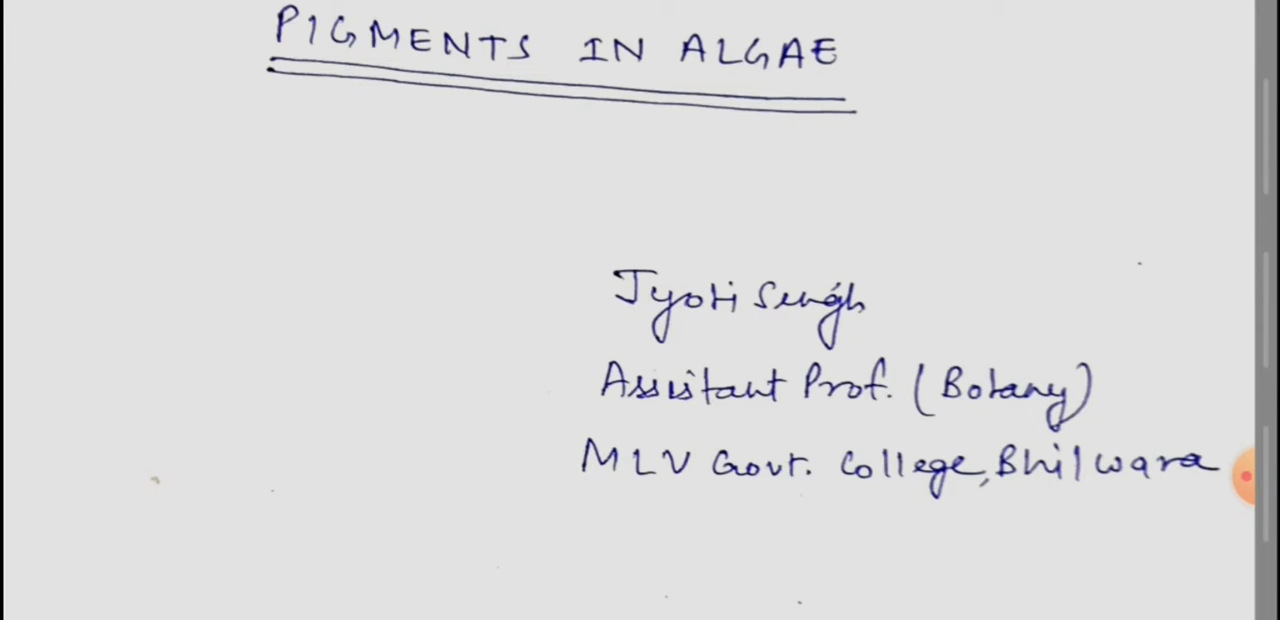 PIGMENTS IN ALGAE
Jyoti Singh
Assistant Prof. (Botany)
MLV Govt. College, Bhilwara